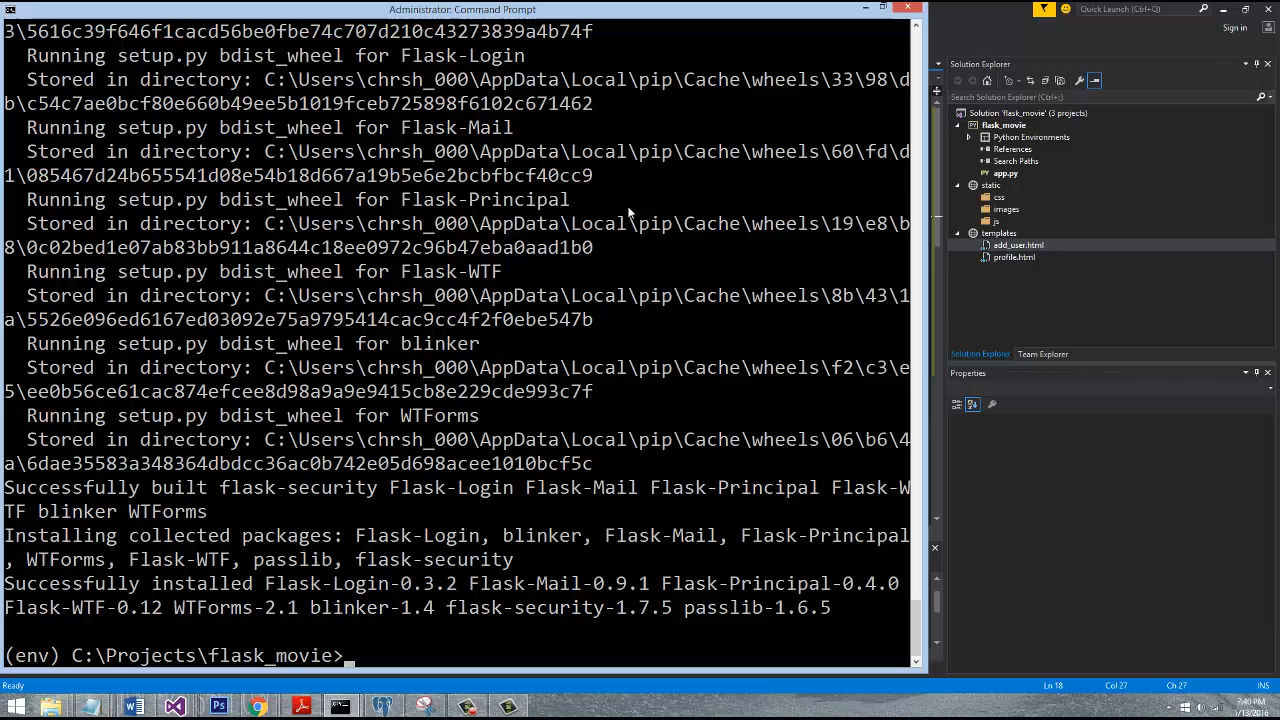 Administrator: Command Prompt
3\5616c39f646f1cacd56be0fbe74c707d210c43273839a4b74f
Running setup.py bdist_wheel for Flask-Login
Stored in directory: C:\Users\chrsh_000\AppData\Local\pip\Cache\wheels\33\98\d
b\c54c7ae0bcf80e660b49ee5b1019fceb725898f6102c671462
Running setup.py bdist_wheel for Flask-Mail
Stored in directory: C:\Users\chrsh_000\AppData\Local\pip\Cache\wheels\60\fd\d
1\085467d24b655541d08e54b18d667a19b5e6e2bcbfbcf40cc9
Running setup.py bdist_wheel for Flask-Principal
Stored in directory: C:\Users\chrsh_000\AppData\Local\pip\Cache\wheels\19\e8\b
8\0c02bed1e07ab83bb911a8644c18ee0972c96b47eba0aad1b0
Running setup.py bdist_wheel for Flask-WTF
Stored in directory: C:\Users\chrsh_000\AppData\Local\pip\Cache\wheels\8b\43\1
a\5526e096ed6167ed03092e75a9795414cac9cc4f2f0ebe547b
Running setup.py bdist_wheel for blinker
Stored in directory: C:\Users\chrsh_000\AppData\Local\pip\Cache\wheels\f2\c3\e
5\ee0b56ce61cac874efcee8d98a9a9e9415cb8e229cde993c7f
Running setup.py bdist_wheel for WTForms
Stored in directory: C:\Users\chrsh_000\AppData\Local\pip\Cache\wheels\06\b6\4
a\6dae35583a348364dbdcc36ac0b742e05d698acee1010bcf5c
Successfully built flask-security Flask-Login Flask-Mail Flask-Principal Flask-W
TF blinker WTForms
Installing collected packages: Flask-Login, blinker, Flask-Mail, Flask-Principal
, WTForms, Flask-WTF, passlib, flask-security
Successfully installed Flask-Login-0.3.2 Flask-Mail-0.9.1 Flask-Principal-0.4.0
Flask-WTF-0.12 WTForms-2.1 blinker-1.4 flask-security-1.7.5 passlib-1.6.5
(env) C:\Projects\flask_movie>
Quick Launch (Ctrl+Q)
Sign in
Solution Explorer
Search Solution Explorer (Ctrl+;)
Solution 'flask_movie' (3 projects)
flask_movie
Python Environments
References
Search Paths
app.py
static
css
images
js
templates
add_user.html
profile.html
Solution Explorer Team Explorer
Properties
Ready
Ln 18 Col 27 Ch 27 INS
7:40 PM
1/13/2016